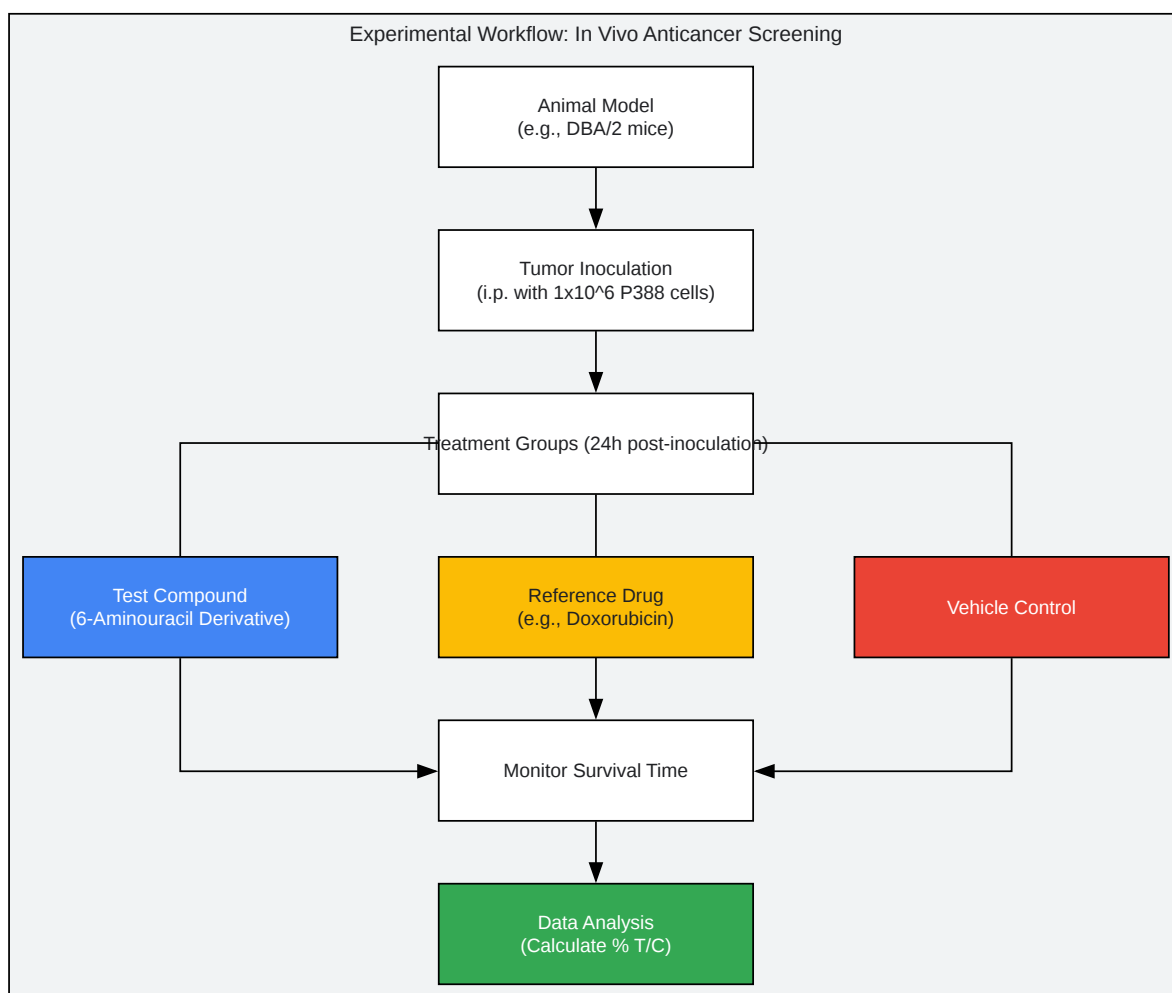 Experimental Workflow: In Vivo Anticancer Screening
Animal Model
(e.g., DBA/2 mice)
Tumor Inoculation
(i.p. with 1x10^6 P388 cells)
Treatment Groups (24h post-inoculation)
Test Compound
(6-Aminouracil Derivative)
Reference Drug
(e.g., Doxorubicin)
Vehicle Control
Monitor Survival Time
Data Analysis
(Calculate % T/C)